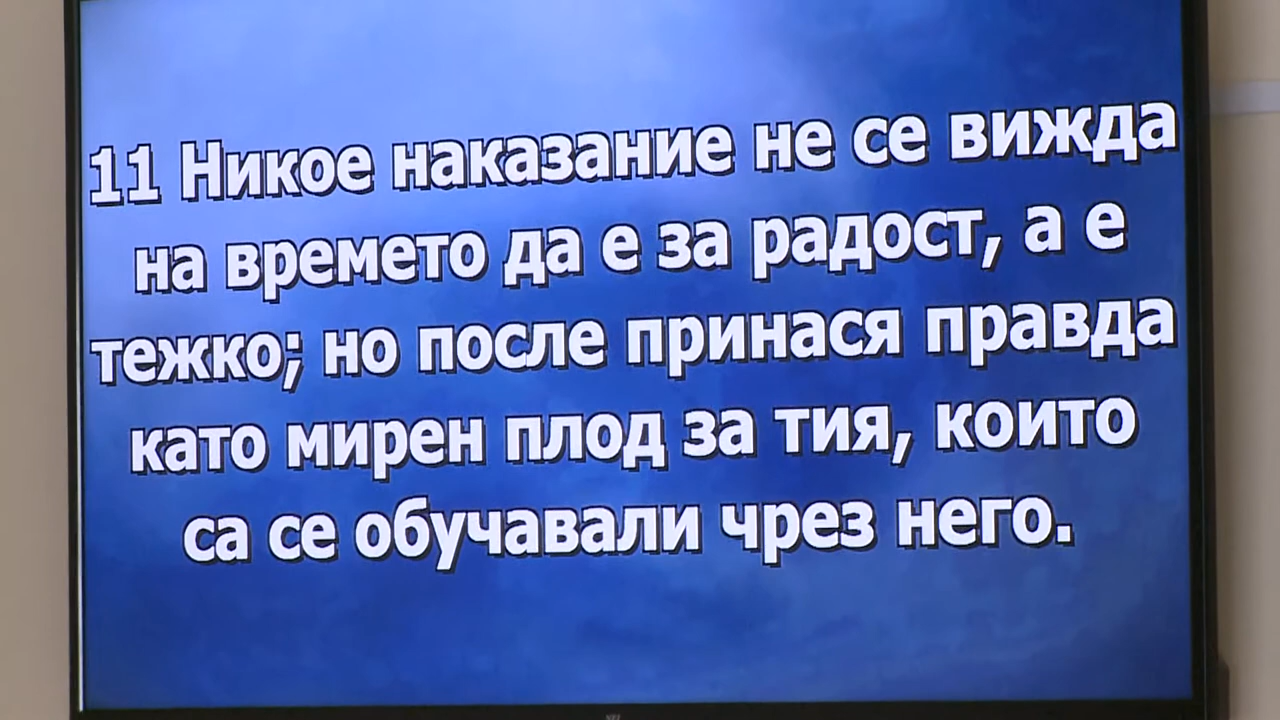 11 Никое наказание не се вижда
на времето да е за радост, а е
тежко; но после принася правда
като мирен плод за тия, които
са се обучавали чрез него.